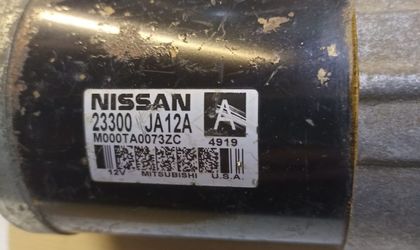 NISSAN
23300 JA12A
M000TA0073ZC 4919
12V MITSUBISHI U.S.A